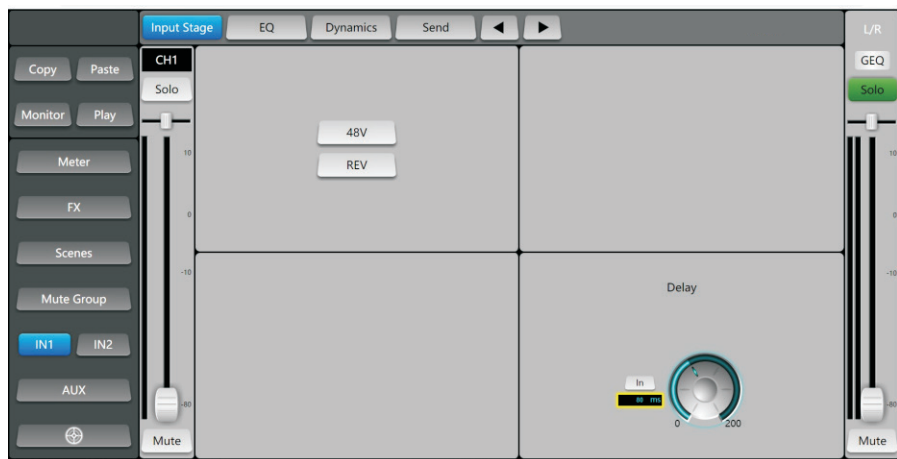 Input Stage EQ Dynamics Send
L/R
Copy Paste
CH1
GEQ
Solo
Solo
Monitor Play
48V
REV
Meter
FX
Scenes
Mute Group
IN1 IN2
AUX
10
0
-10
-80
Mute
Delay
In
ms
0 200
10
0
-10
-80
Mute